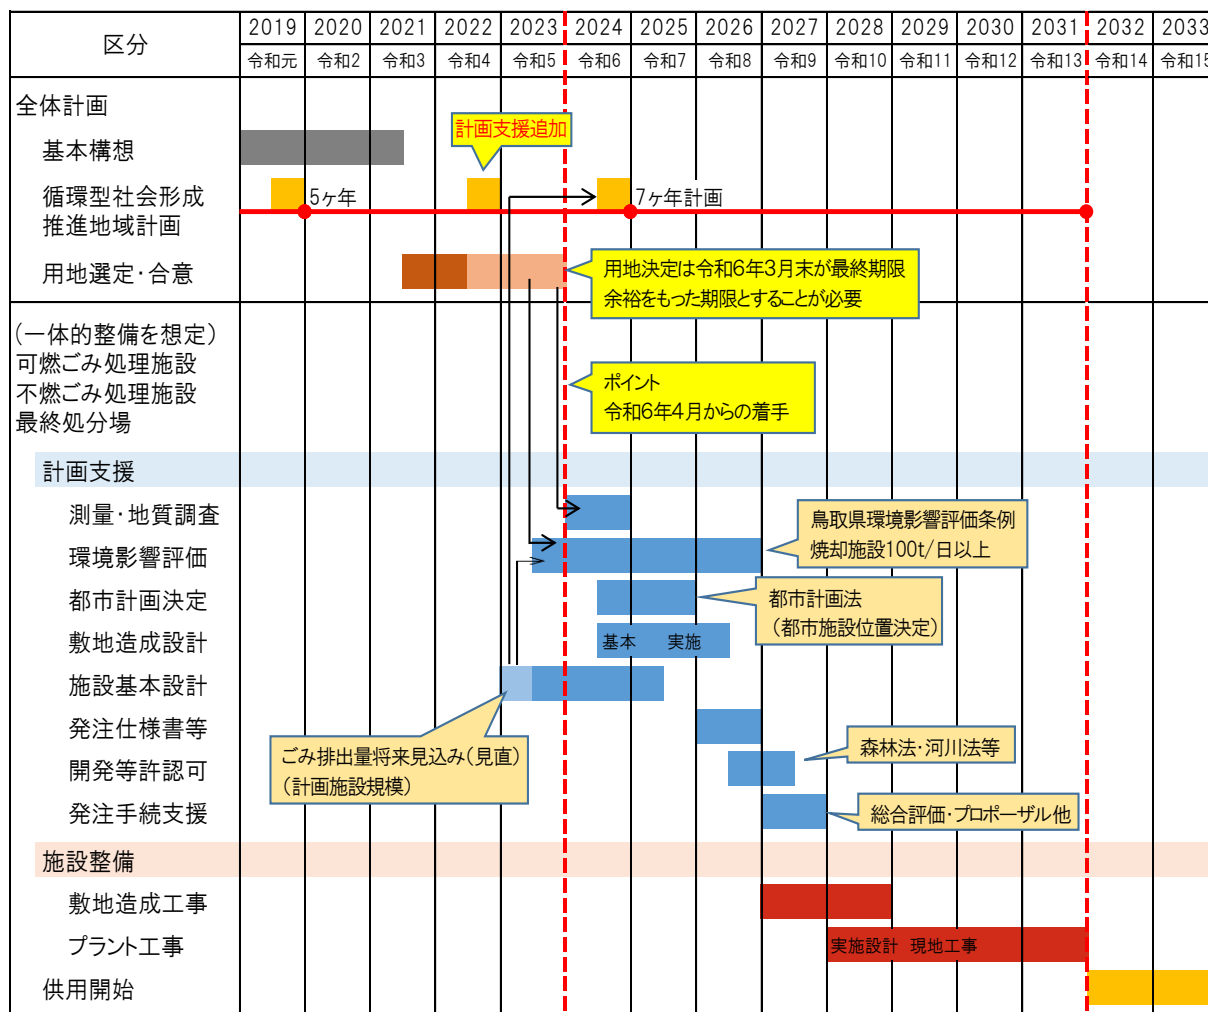 区分
2019 2020 2021 2022 2023 2024 2025 2026 2027 2028 2029 2030 2031 2032 2033
令和元 令和2 令和3 令和4 令和5 令和6 令和7 令和8 令和9 令和10 令和11 令和12 令和13 令和14 令和15
全体計画
計画支援追加
基本構想
循環型社会形成
推進地域計画
5ヶ年
7ヶ年計画
用地選定・合意
用地決定は令和6年3月末が最終期限
余裕をもった期限とすることが必要
(一体的整備を想定)
可燃ごみ処理施設
不燃ごみ処理施設
最終処分場
ポイント
令和6年4月からの着手
計画支援
測量・地質調査
鳥取県環境影響評価条例
焼却施設100t/日以上
環境影響評価
都市計画決定
都市計画法
(都市施設位置決定)
敷地造成設計
基本 実施
施設基本設計
発注仕様書等
ごみ排出量将来見込み(見直)
(計画施設規模)
森林法・河川法等
開発等許認可
発注手続支援
総合評価・プロポーザル他
施設整備
敷地造成工事
プラント工事
実施設計 現地工事
供用開始